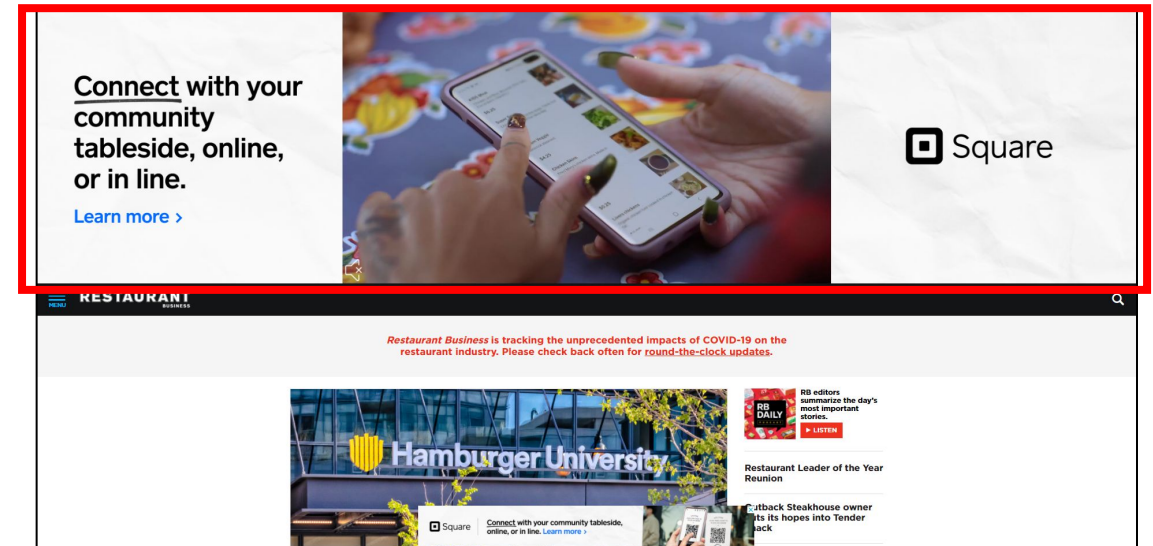 Connect with your
community
tableside, online,
or in line.
Learn more >
Square
MENU
RESTAURANT
BUSINESS
Restaurant Business is tracking the unprecedented impacts of COVID-19 on the
restaurant industry. Please check back often for round-the-clock updates.
Hamburger University
RB
DAILY
RB editors
summarize the day's
most important
stories.
LISTEN
Restaurant Leader of the Year
Reunion
Outback Steakhouse owner
its hopes into Tender
Square
Connect with your community tableside,
online, or in line. Learn more >